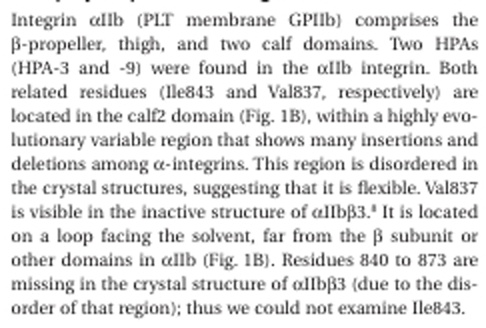 Integrin αIIb (PLT membrane GPIIb) comprises the
β-propeller, thigh, and two calf domains. Two HPAs
(HPA-3 and -9) were found in the αIIb integrin. Both
related residues (Ile843 and Val837, respectively) are
located in the calf2 domain (Fig. 1B), within a highly evo-
lutionary variable region that shows many insertions and
deletions among α-integrins. This region is disordered in
the crystal structures, suggesting that it is flexible. Val837
is visible in the inactive structure of αIIbβ3.⁸ It is located
on a loop facing the solvent, far from the β subunit or
other domains in αIIb (Fig. 1B). Residues 840 to 873 are
missing in the crystal structure of αIIbβ3 (due to the dis-
order of that region); thus we could not examine Ile843.